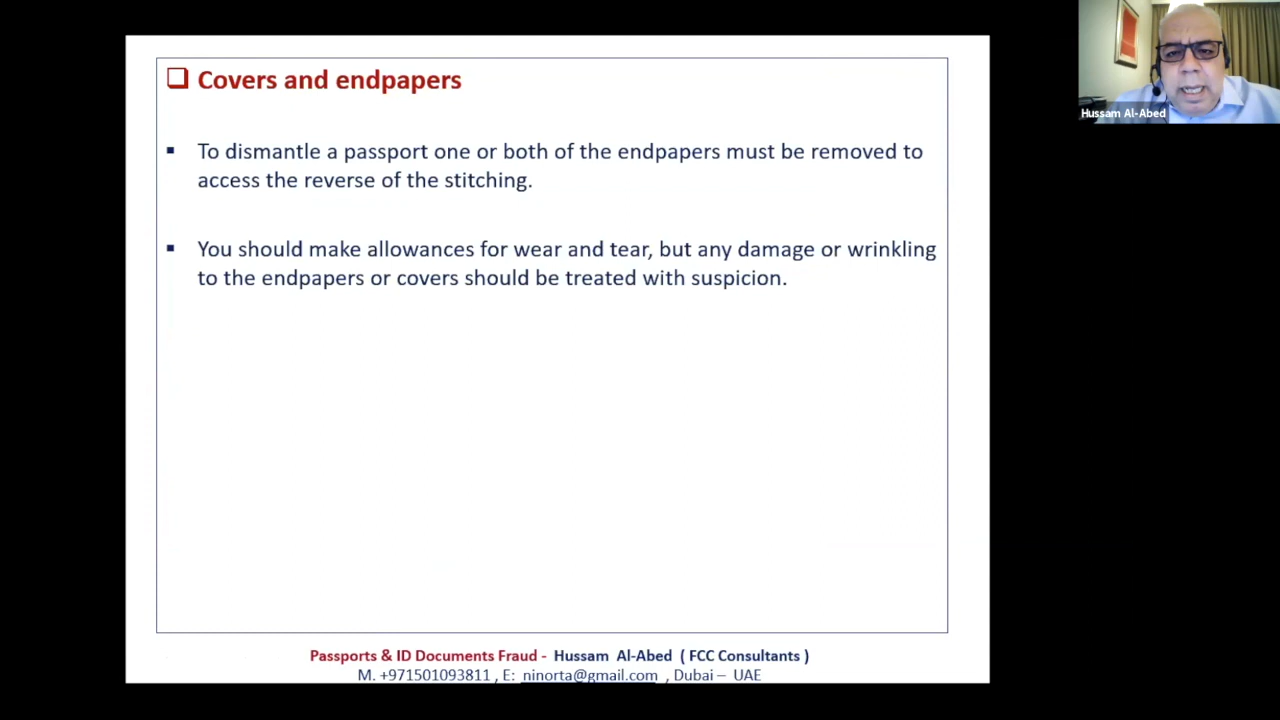 Covers and endpapers
Hussam Al-Abed
To dismantle a passport one or both of the endpapers must be removed to
access the reverse of the stitching.
You should make allowances for wear and tear, but any damage or wrinkling
to the endpapers or covers should be treated with suspicion.
Passports & ID Documents Fraud - Hussam Al-Abed ( FCC Consultants )
M. +971501093811 , E: ninorta@gmail.com , Dubai – UAE